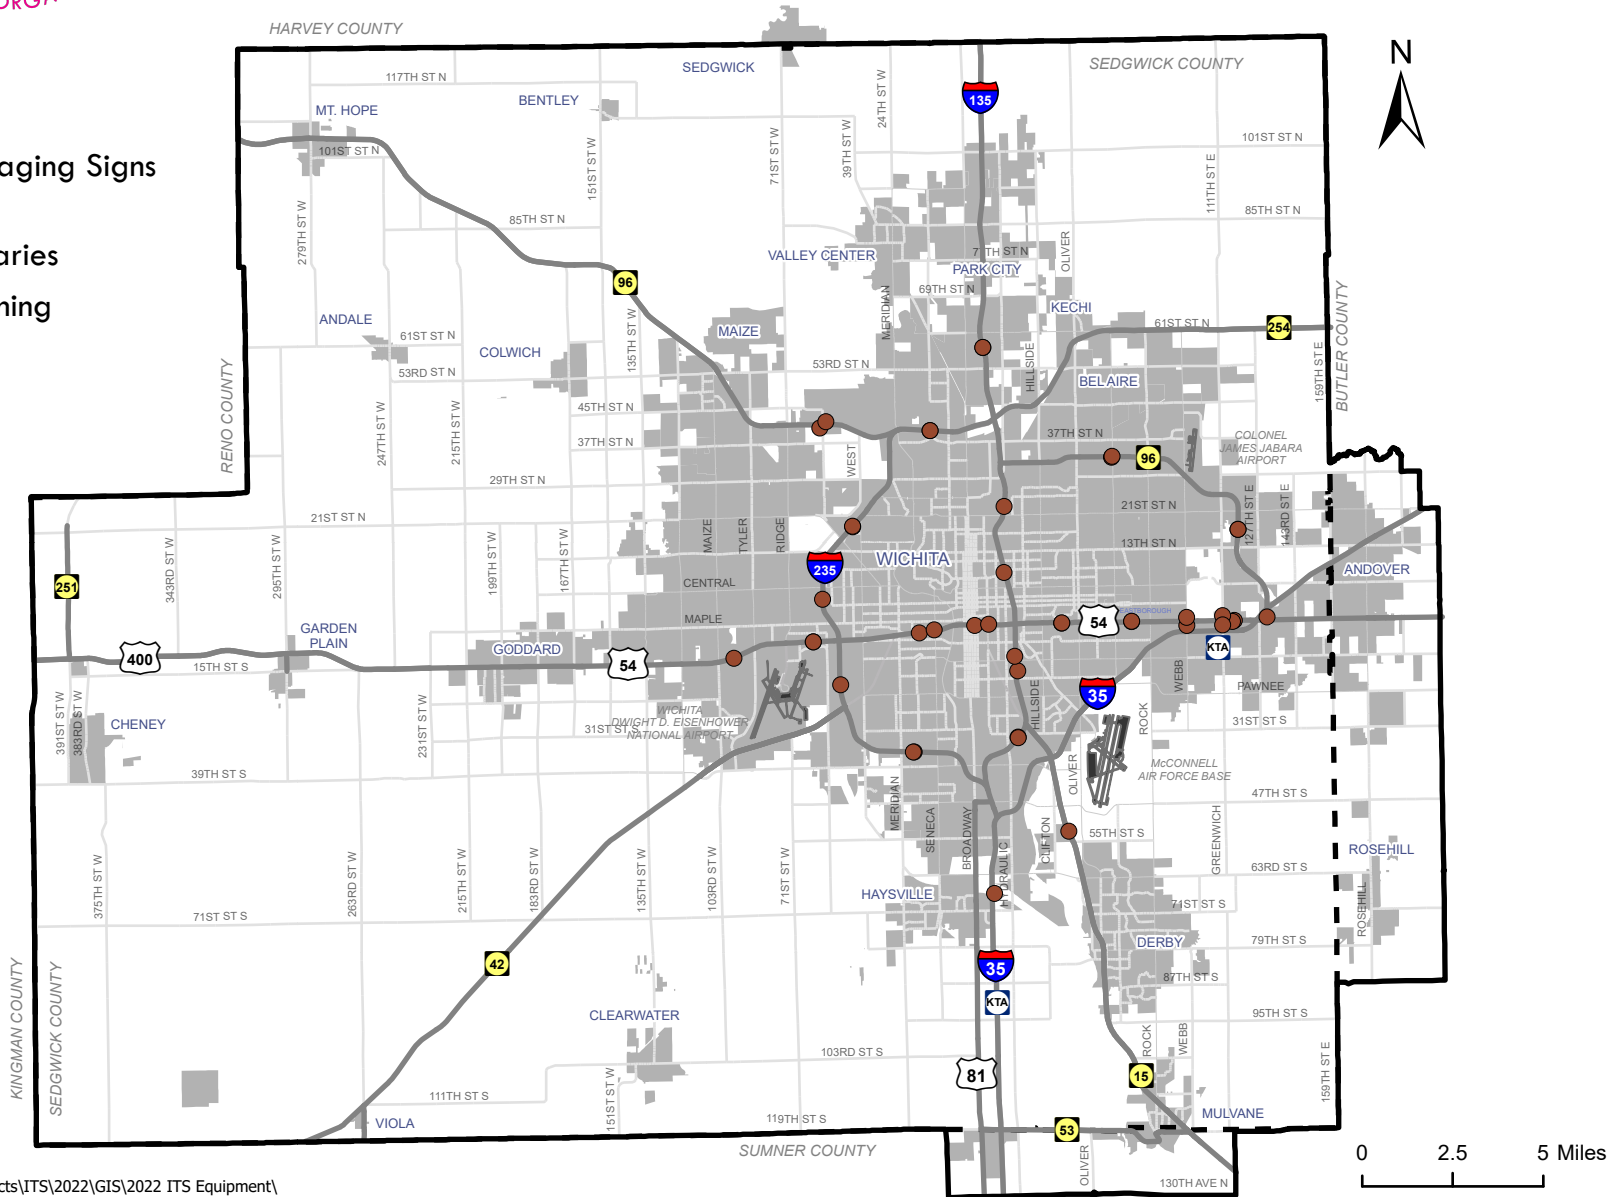 HARVEY COUNTY
SEDGWICK
SEDGWICK COUNTY
N
117TH ST N
BENTLEY
MT. HOPE
135
24TH ST W
101ST ST N
101ST ST N
151ST ST W
71ST ST W
39TH ST W
111TH ST E
aging Signs
279TH ST W
85TH ST N
85TH ST N
VALLEY CENTER
OLIVER
PARK CITY
69TH ST N
aries
96
MERIDIAN
KECHI
ning
ANDALE
61ST ST N
COLWICH
135TH ST W
MAIZE
53RD ST N
61ST ST N
254
BUTLER COUNTY
159TH ST E
RENO COUNTY
53RD ST N
HILLSIDE
BELAIRE
247TH ST W
215TH ST W
45TH ST N
37TH ST N
WEST
37TH ST N
96
COLONEL
JAMES JABARA
AIRPORT
29TH ST N
21ST ST N
21ST ST N
127TH ST E
143RD ST E
MAIZE
TYLER
RIDGE
13TH ST N
343RD ST W
295TH ST W
199TH ST W
167TH ST W
WICHITA
235
ANDOVER
251
CENTRAL
MAPLE
EASTBOROUGH
54
GARDEN
PLAIN
GODDARD
400
15TH ST S
54
KTA
WEBB
PAWNEE
35
391ST ST W
383RD ST W
CHENEY
231ST ST W
31ST ST S
WICHITA
DWIGHT D. EISENHOWER
NATIONAL AIRPORT
HILLSIDE
ROCK
31ST ST S
39TH ST S
OLIVER
McCONNELL
AIR FORCE BASE
47TH ST S
MERIDIAN
SENECA
BROADWAY
HYDRAULIC
CLIFTON
55TH ST S
GREENWICH
ROSEHILL
375TH ST W
263RD ST W
215TH ST W
183RD ST W
135TH ST W
103RD ST W
71ST ST W
63RD ST S
HAYSVILLE
71ST ST S
71ST ST S
ROSEHILL
DERBY
79TH ST S
42
35
87TH ST S
KINGMAN COUNTY
SEDGWICK COUNTY
KTA
CLEARWATER
95TH ST S
ROCK
WEBB
103RD ST S
81
15
159TH ST E
111TH ST S
151ST ST W
VIOLA
119TH ST S
MULVANE
53
SUMNER COUNTY
OLIVER
130TH AVE N
0 2.5 5 Miles
cts\ITS\2022\GIS\2022 ITS Equipment\